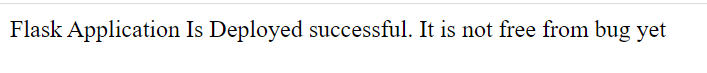 Flask Application Is Deployed successful. It is not free from bug yet